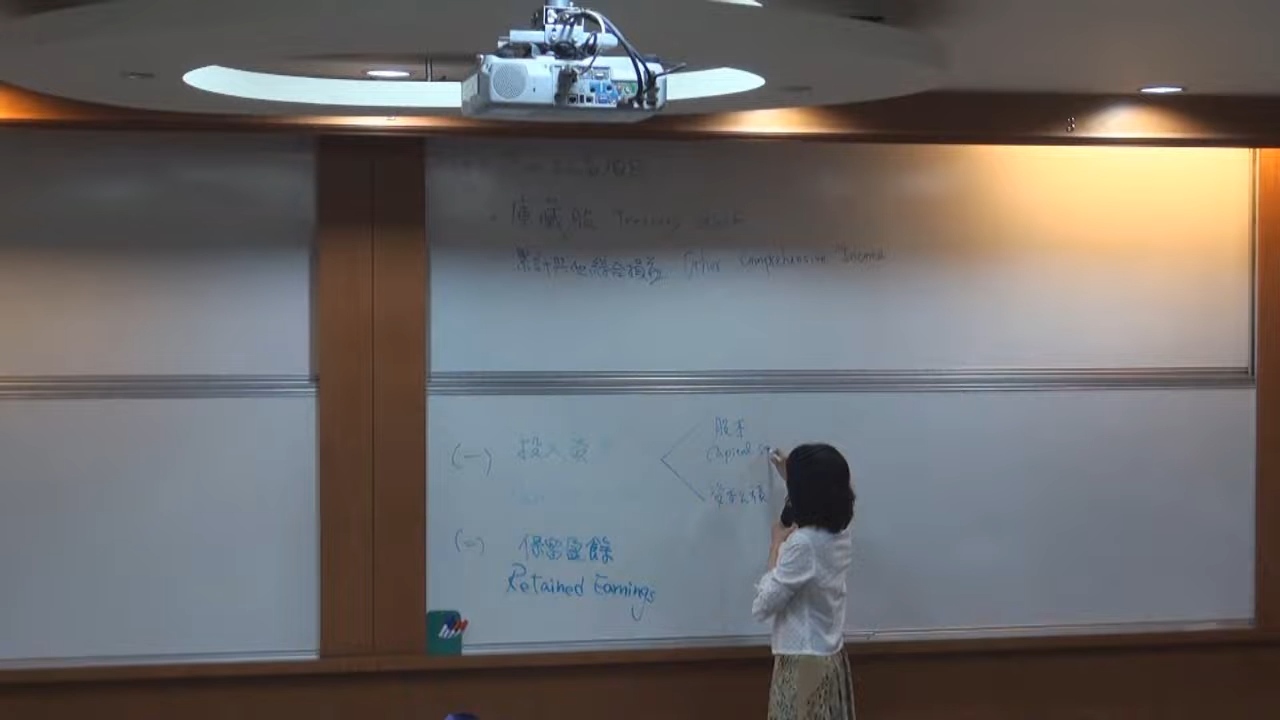 庫藏股 Treasury stock
累計其他綜合損益 Other Comprehensive Income
股本
(一) 投入資
Capital
資本公積
(二) 保留盈餘
Retained Earnings